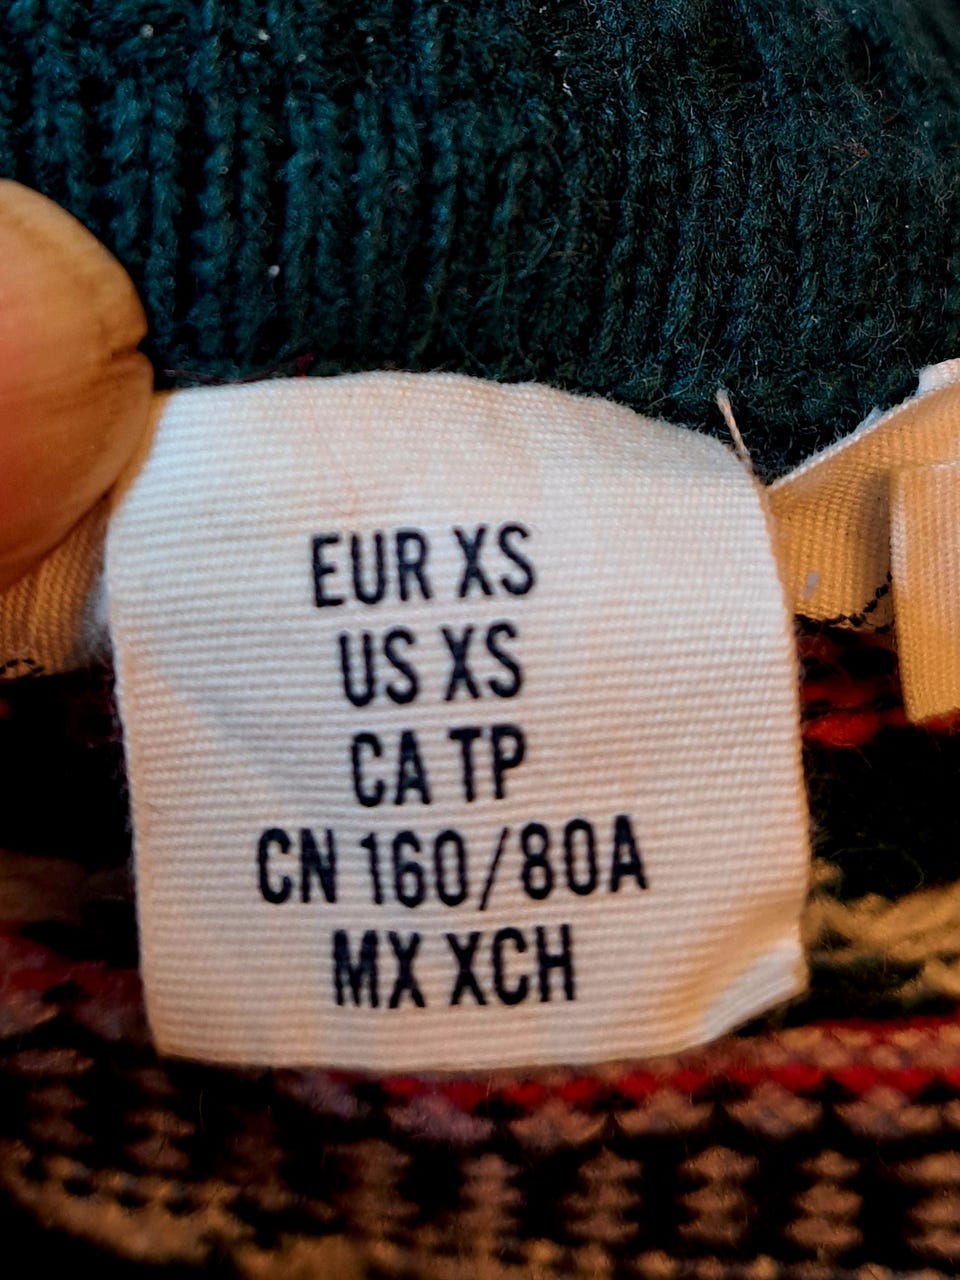 EUR XS
US XS
CA TP
CN 160/80A
MX XCH